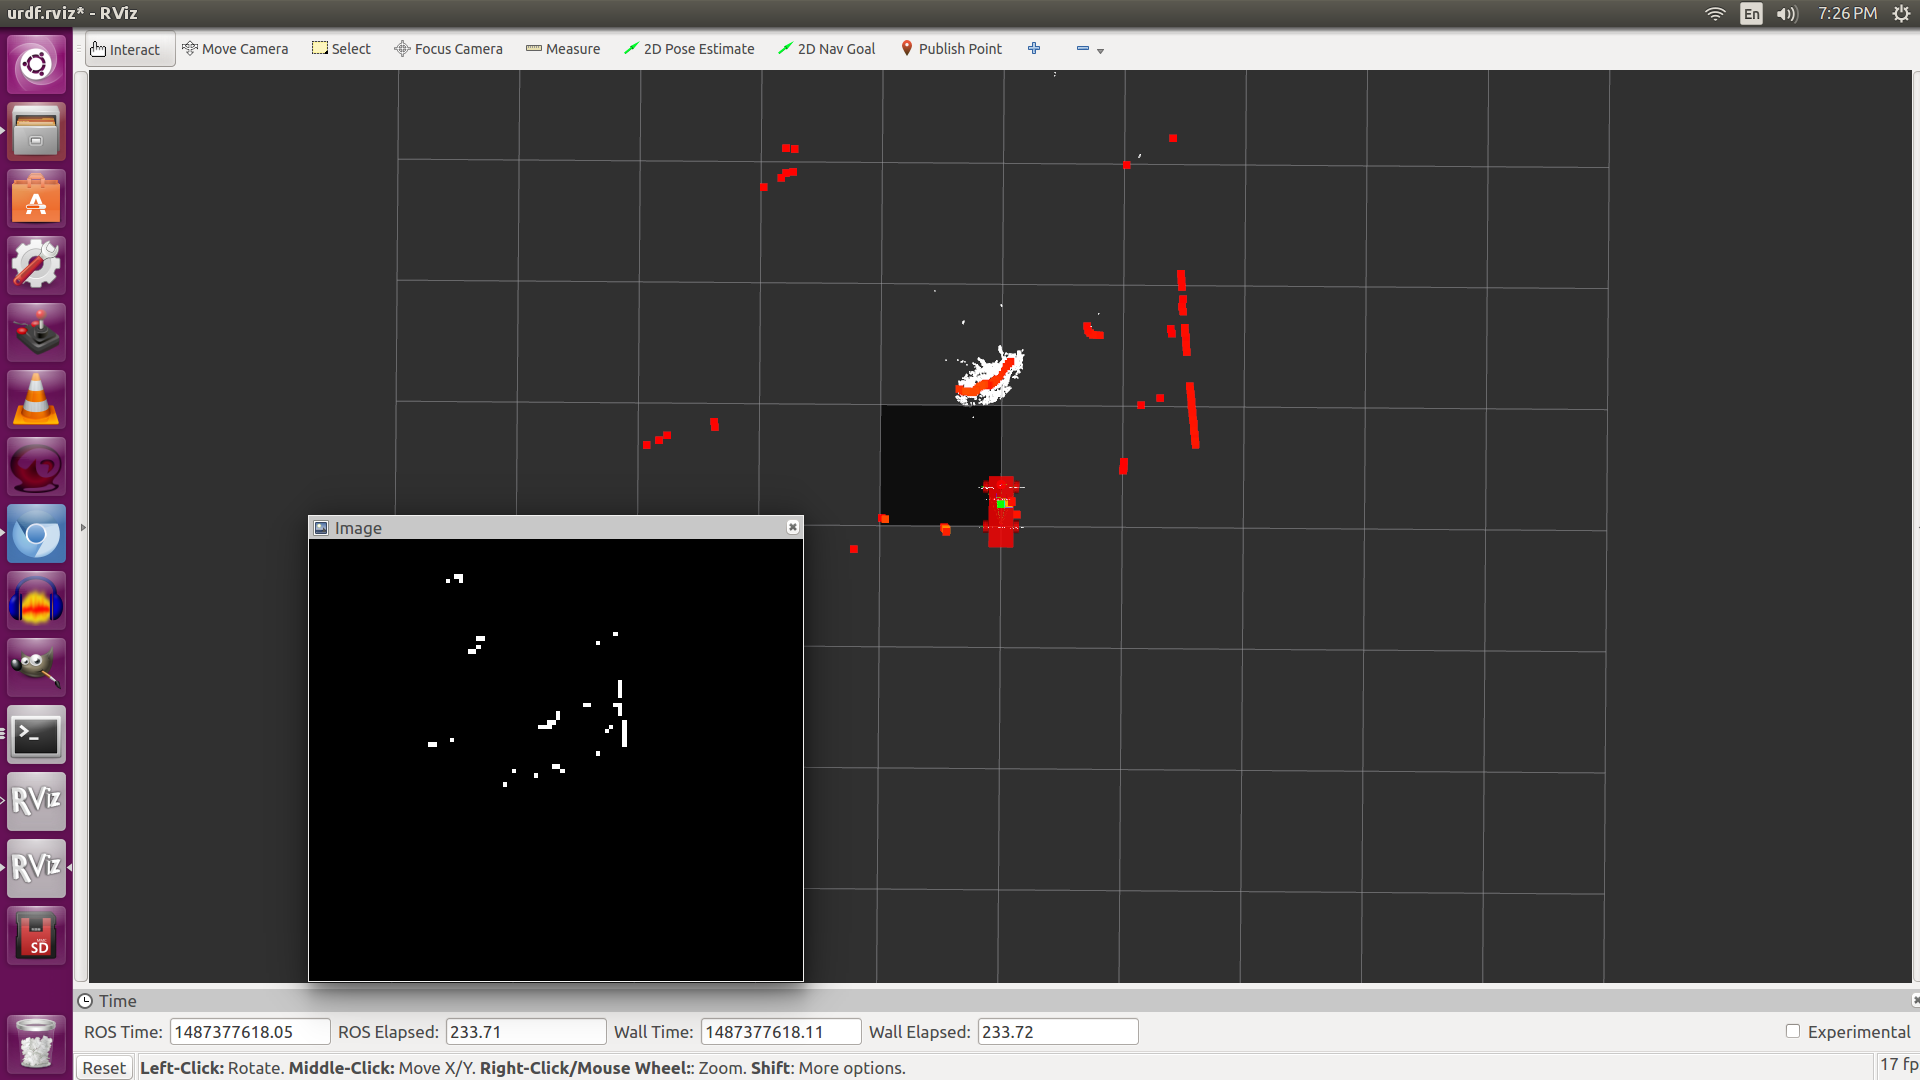 urdf.rviz* - RViz
En
7:26 PM
Interact
Move Camera
Select
Focus Camera
Measure
2D Pose Estimate
2D Nav Goal
Publish Point
Image
RViz
RViz
SD
Time
ROS Time: 1487377618.05 ROS Elapsed: 233.71 Wall Time: 1487377618.11 Wall Elapsed: 233.72 Experimental
Reset Left-Click: Rotate. Middle-Click: Move X/Y. Right-Click/Mouse Wheel:: Zoom. Shift: More options. 17 fp